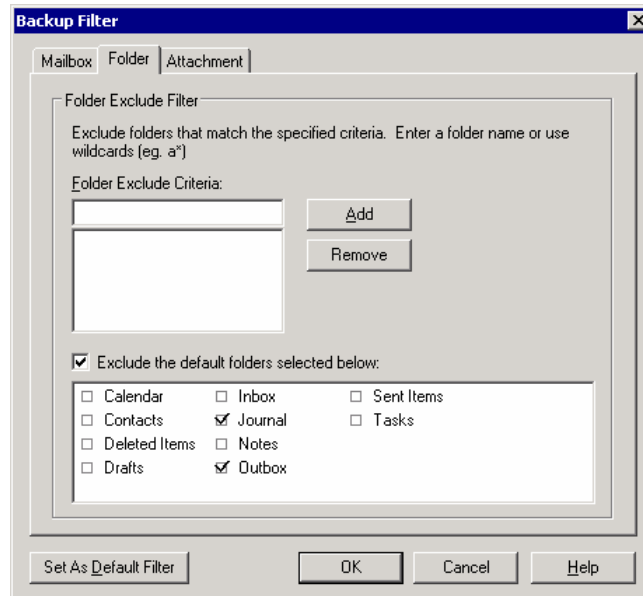 Backup Filter
Mailbox Folder Attachment
Folder Exclude Filter
Exclude folders that match the specified criteria. Enter a folder name or use
wildcards (eg. a*)
Folder Exclude Criteria:
Add
Remove
Exclude the default folders selected below:
Calendar Inbox Sent Items
Contacts Journal Tasks
Deleted Items Notes
Drafts Outbox
Set As Default Filter OK Cancel Help